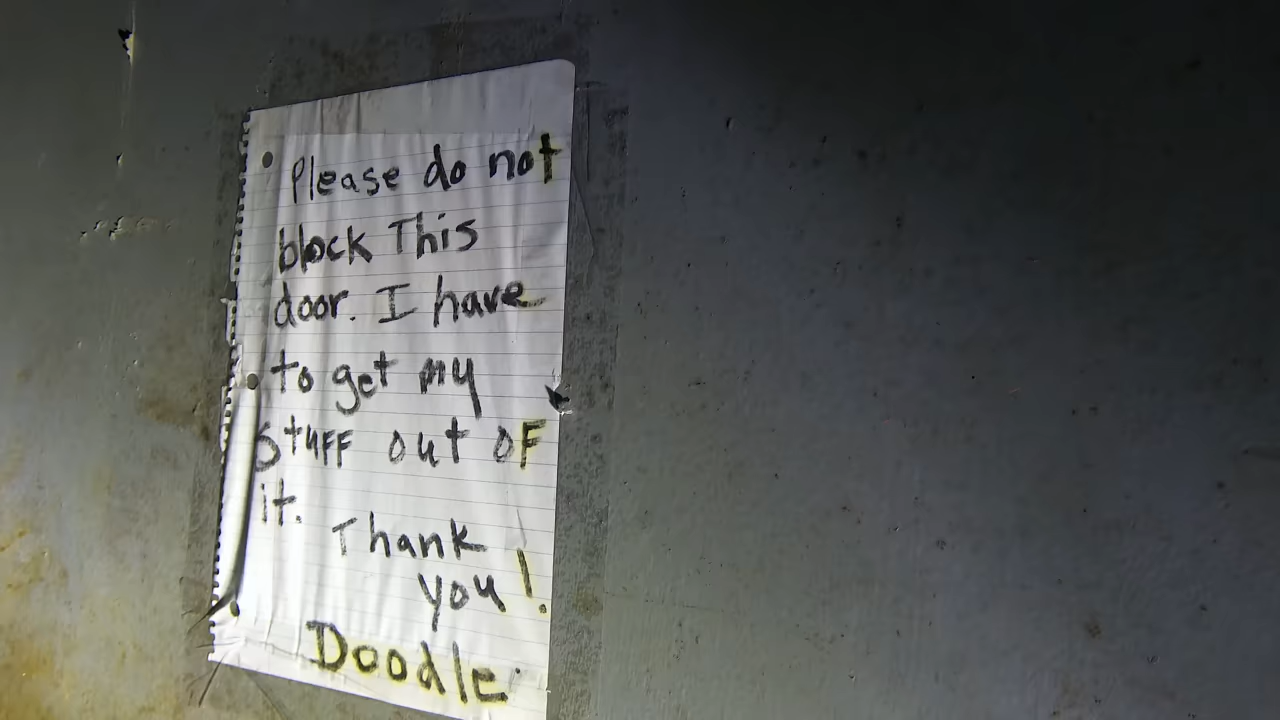 Please do not
block This
door. I have
to get my
stuFF out oF
it.
Thank
you!
Doodle